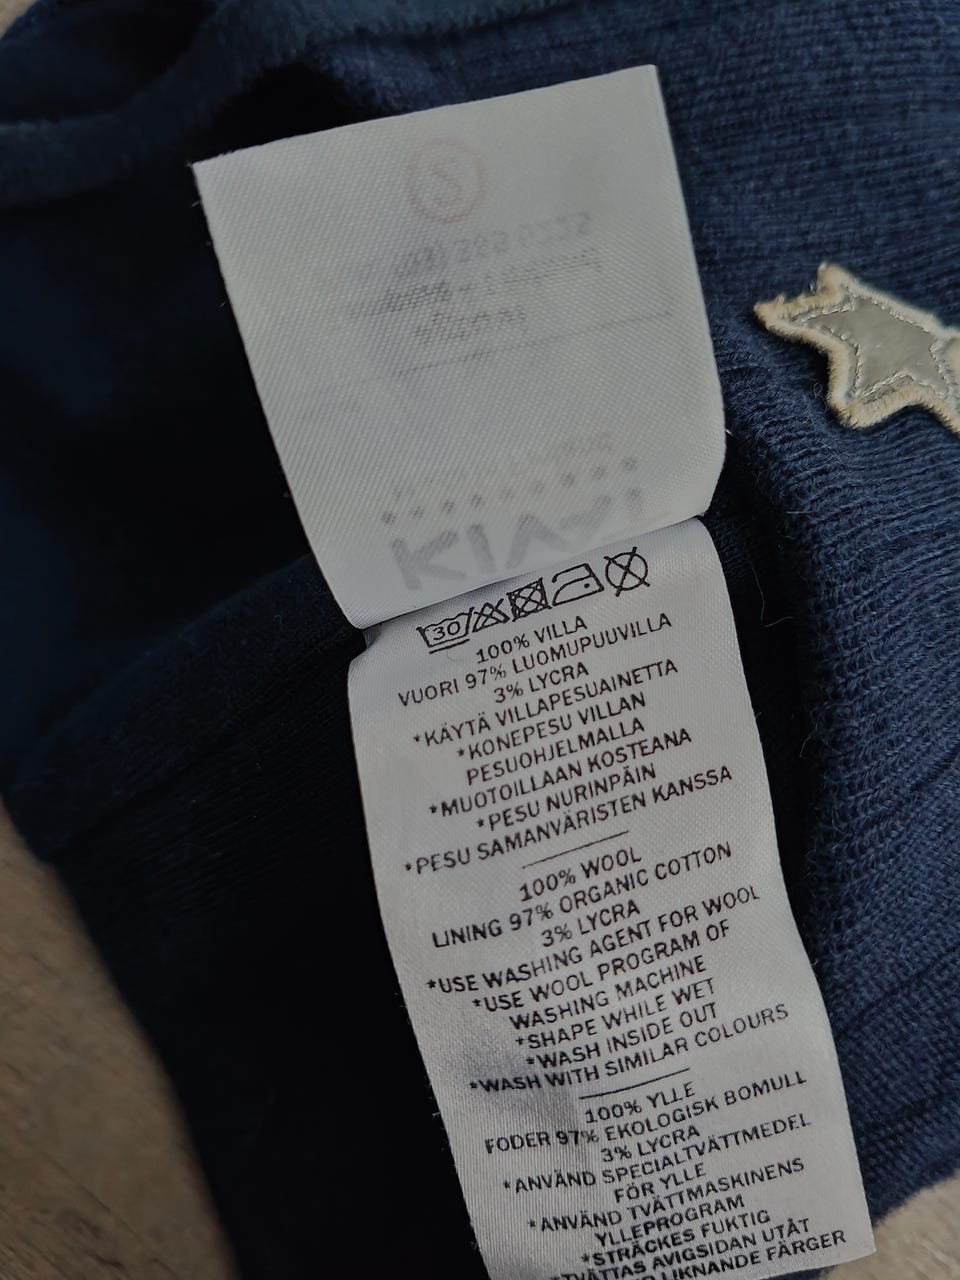 30
100% VILLA
VUORI 97% LUOMUPUUVILLA
3% LYCRA
*KÄYTÄ VILLAPESUAINETTA
*KONEPESU VILLAN
PESUOHJELMALLA
*MUOTOILLAAN KOSTEANA
*PESU NURINPÄIN
*PESU SAMANVÄRISTEN KANSSA
100% WOOL
LINING 97% ORGANIC COTTON
3% LYCRA
*USE WASHING AGENT FOR WOOL
*USE WOOL PROGRAM OF
WASHING MACHINE
*SHAPE WHILE WET
*WASH INSIDE OUT
*WASH WITH SIMILAR COLOURS
100% YLLE
FODER 97% EKOLOGISK BOMULL
3% LYCRA
*ANVÄND SPECIALTVÄTTMEDEL
FÖR YLLE
*ANVÄND TVÄTTMASKINENS
YLLEPROGRAM
*STRÄCKES FUKTIG
*TVÄTTAS AVIGSIDAN UTÅT
LIKNANDE FÄRGER